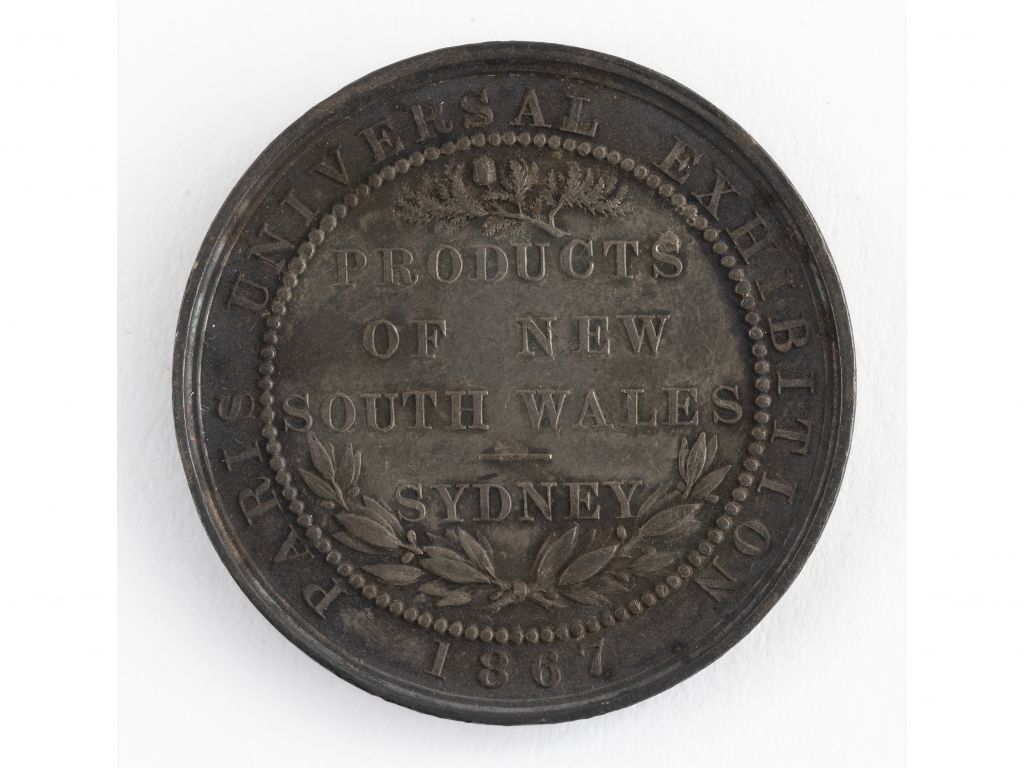 PARIS UNIVERSAL EXHIBITION
PRODUCTS
OF NEW
SOUTH WALES
SYDNEY
1867